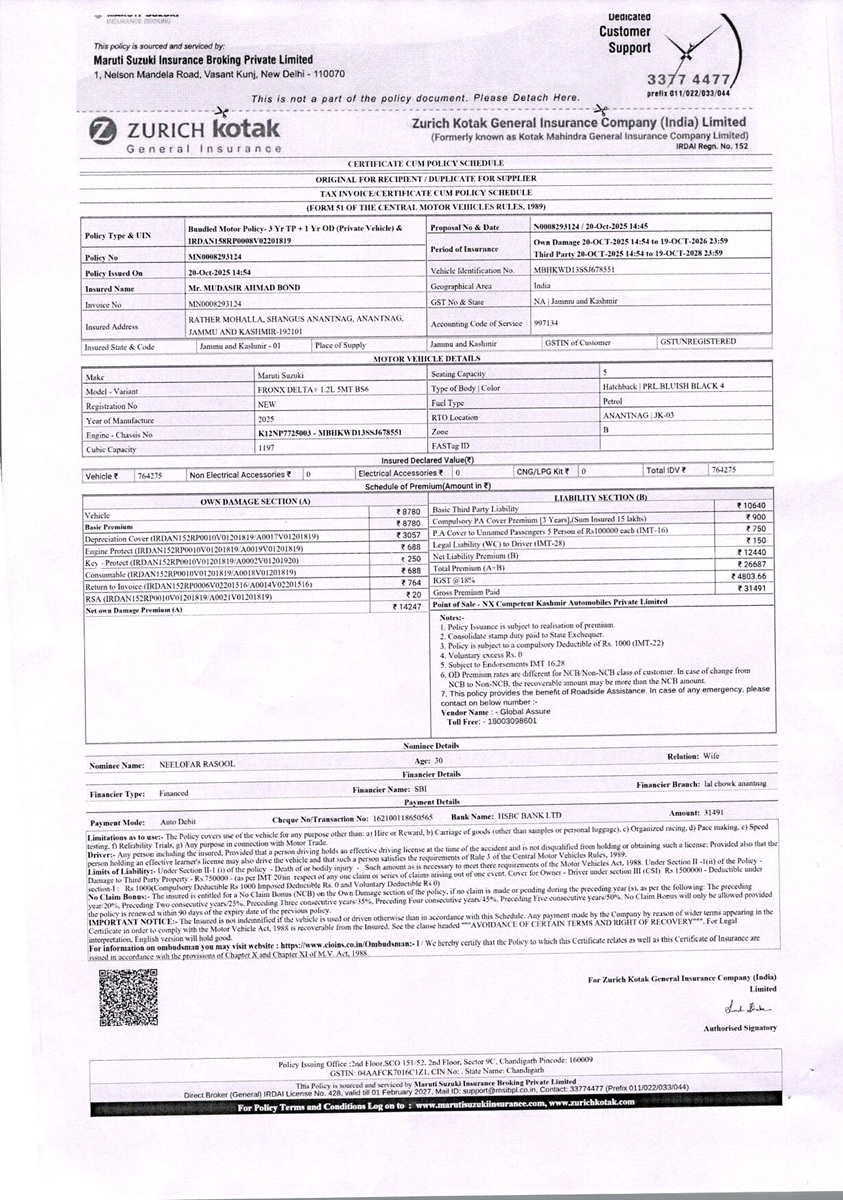 INSURANCE BROKING
This policy is sourced and serviced by:
Maruti Suzuki Insurance Broking Private Limited
1, Nelson Mandela Road, Vasant Kunj, New Delhi - 110070
Dedicated
Customer
Support
3377 4477
prefix 011/022/033/044
This is not a part of the policy document. Please Detach Here.
ZURICH kotak
General Insurance
Zurich Kotak General Insurance Company (India) Limited
(Formerly known as Kotak Mahindra General Insurance Company Limited)
IRDAI Regn. No. 152
CERTIFICATE CUM POLICY SCHEDULE
ORIGINAL FOR RECIPIENT / DUPLICATE FOR SUPPLIER
TAX INVOICE/CERTIFICATE CUM POLICY SCHEDULE
(FORM 51 OF THE CENTRAL MOTOR VEHICLES RULES, 1989)
Policy Type & UIN Bundled Motor Policy- 3 Yr TP + 1 Yr OD (Private Vehicle) & IRDAN158RP0008V02201819
Proposal No & Date N0008293124 / 20-Oct-2025 14:45
Policy No MN0008293124
Period of Insurance Own Damage 20-OCT-2025 14:54 to 19-OCT-2026 23:59
Third Party 20-OCT-2025 14:54 to 19-OCT-2028 23:59
Policy Issued On 20-Oct-2025 14:54
Vehicle Identification No. MBHKWD13SSJ678551
Insured Name Mr. MUDASIR AHMAD BOND
Geographical Area India
Invoice No MN0008293124
GST No & State NA | Jammu and Kashmir
Insured Address RATHER MOHALLA, SHANGUS ANANTNAG, ANANTNAG,
JAMMU AND KASHMIR-192101
Accounting Code of Service 997134
Insured State & Code Jammu and Kashmir - 01 Place of Supply Jammu and Kashmir GSTIN of Customer GSTUNREGISTERED
MOTOR VEHICLE DETAILS
Make Maruti Suzuki Seating Capacity 5
Model - Variant FRONX DELTA+ 1.2L 5MT BS6 Type of Body | Color Hatchback | PRL.BLUISH BLACK 4
Registration No NEW Fuel Type Petrol
Year of Manufacture 2025 RTO Location ANANTNAG | JK-03
Engine - Chassis No K12NP7725003 - MBHKWD13SSJ678551 Zone B
Cubic Capacity 1197 FASTag ID
Insured Declared Value(₹)
Vehicle ₹ 764275 Non Electrical Accessories ₹ 0 Electrical Accessories ₹ 0 CNG/LPG Kit ₹ 0 Total IDV ₹ 764275
Schedule of Premium(Amount in ₹)
OWN DAMAGE SECTION (A)
Vehicle ₹ 8780
Basic Premium ₹ 8780
Depreciation Cover (IRDAN152RP0010V01201819/A0017V01201819) ₹ 3057
Engine Protect (IRDAN152RP0010V01201819/A0019V01201819) ₹ 688
Key - Protect (IRDAN152RP0010V01201819/A0002V01201920) ₹ 250
Consumable (IRDAN152RP0010V01201819/A0018V01201819) ₹ 688
Return to Invoice (IRDAN152RP0006V02201516/A0014V02201516) ₹ 764
RSA (IRDAN152RP0010V01201819/A0021V01201819) ₹ 20
Net own Damage Premium (A) ₹ 14247
LIABILITY SECTION (B)
Basic Third Party Liability ₹ 10640
Compulsory PA Cover Premium [3 Years],(Sum Insured 15 lakhs) ₹ 900
P.A Cover to Unnamed Passengers 5 Person of Rs100000 each (IMT-16) ₹ 750
Legal Liability (WC) to Driver (IMT-28) ₹ 150
Net Liability Premium (B) ₹ 12440
Total Premium (A+B) ₹ 26687
IGST @18% ₹ 4803.66
Gross Premium Paid ₹ 31491
Point of Sale - NX Competent Kashmir Automobiles Private Limited
Notes:-
1. Policy Issuance is subject to realisation of premium.
2. Consolidate stamp duty paid to State Exchequer.
3. Policy is subject to a compulsory Deductible of Rs. 1000 (IMT-22)
4. Voluntary excess Rs. 0
5. Subject to Endorsements IMT 16,28
6. OD Premium rates are different for NCB/Non-NCB class of customer. In case of change from
NCB to Non-NCB, the recoverable amount may be more than the NCB amount.
7. This policy provides the benefit of Roadside Assistance. In case of any emergency, please
contact on below number :-
Vendor Name : - Global Assure
Toll Free: - 18003098601
Nominee Details
Nominee Name: NEELOFAR RASOOL Age: 30 Relation: Wife
Financier Details
Financier Type: Financed Financier Name: SBI Financier Branch: lal chowk anantnag
Payment Details
Payment Mode: Auto Debit Cheque No/Transaction No: 162100118650565 Bank Name: HSBC BANK LTD Amount: 31491
Limitations as to use:- The Policy covers use of the vehicle for any purpose other than: a) Hire or Reward, b) Carriage of goods (other than samples or personal luggage), c) Organized racing, d) Pace making, e) Speed
testing, f) Reliability Trials, g) Any purpose in connection with Motor Trade.
Driver:- Any person including the insured, Provided that a person driving holds an effective driving license at the time of the accident and is not disqualified from holding or obtaining such a license: Provided also that the
person holding an effective learner's license may also drive the vehicle and that such a person satisfies the requirements of Rule 3 of the Central Motor Vehicles Rules, 1989.
Limits of Liability:- Under Section II-1 (i) of the policy - Death of or bodily injury - Such amount as is necessary to meet there requirements of the Motor Vehicles Act, 1988. Under Section II -1(ii) of the Policy -
Damage to Third Party Property - Rs.750000 - (as per IMT 20)in respect of any one claim or series of claims arising out of one event. Cover for Owner - Driver under section III (CSI) Rs 1500000 - Deductible under
section-I : Rs 1000(Compulsory Deductible Rs 1000 Imposed Deductible Rs. 0 and Voluntary Deductible Rs 0)
No Claim Bonus:- The insured is entitled for a No Claim Bonus (NCB) on the Own Damage section of the policy, if no claim is made or pending during the preceding year (s), as per the following: The preceding
year/20%, Preceding Two consecutive years/25%, Preceding Three consecutive years/35%, Preceding Four consecutive years/45%, Preceding Five consecutive years/50%. No Claim Bonus will only be allowed provided
the policy is renewed within 90 days of the expiry date of the previous policy.
IMPORTANT NOTICE:- The Insured is not indemnified if the vehicle is used or driven otherwise than in accordance with this Schedule. Any payment made by the Company by reason of wider terms appearing in the
Certificate in order to comply with the Motor Vehicle Act, 1988 is recoverable from the Insured. See the clause headed """AVOIDANCE OF CERTAIN TERMS AND RIGHT OF RECOVERY""". For Legal
interpretation, English version will hold good.
For information on ombudsman you may visit website : https://www.cioins.co.in/Ombudsman:- I / We hereby certify that the Policy to which this Certificate relates as well as this Certificate of Insurance are
issued in accordance with the provisions of Chapter X and Chapter XI of M.V. Act, 1988.
For Zurich Kotak General Insurance Company (India)
Limited
Authorised Signatory
Policy Issuing Office :2nd Floor,SCO 151/52, 2nd Floor, Sector 9C, Chandigarh Pincode: 160009
GSTIN: 04AAFCK7016C1Z1, CIN No: . State Name: Chandigarh
This Policy is sourced and serviced by Maruti Suzuki Insurance Broking Private Limited
Direct Broker (General) IRDAI License No. 428, valid till 01 February 2027, Mail ID: support@msibpl.co.in, Contact: 33774477 (Prefix 011/022/033/044)
For Policy Terms and Conditions Log on to : www.marutisuzukiinsurance.com, www.zurichkotak.com